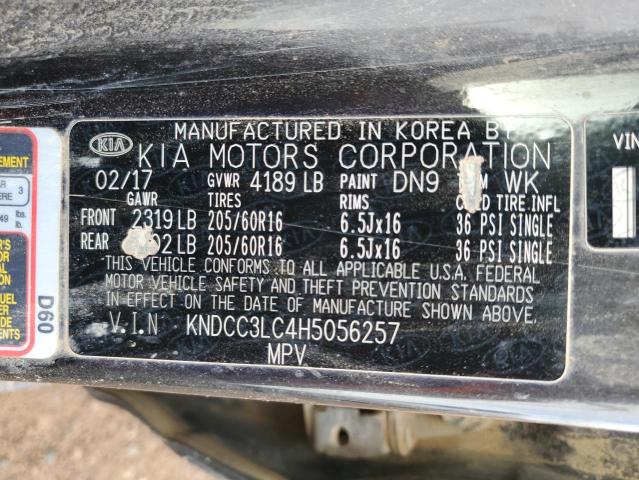 MANUFACTURED IN KOREA BY
KIA KIA MOTORS CORPORATION
02/17 GVWR 4189 LB PAINT DN9 WK
GAWR TIRES RIMS TIRE.INFL
FRONT 2319 LB 205/60R16 6.5Jx16 36 PSI SINGLE
REAR LB 205/60R16 6.5Jx16 36 PSI SINGLE
THIS VEHICLE CONFORMS TO ALL APPLICABLE U.S.A. FEDERAL
MOTOR VEHICLE SAFETY AND THEFT PREVENTION STANDARDS
IN EFFECT ON THE DATE OF MANUFACTURE SHOWN ABOVE.
V.I.N KNDCC3LC4H5056257
MPV
D60
VIN
3
lbs.